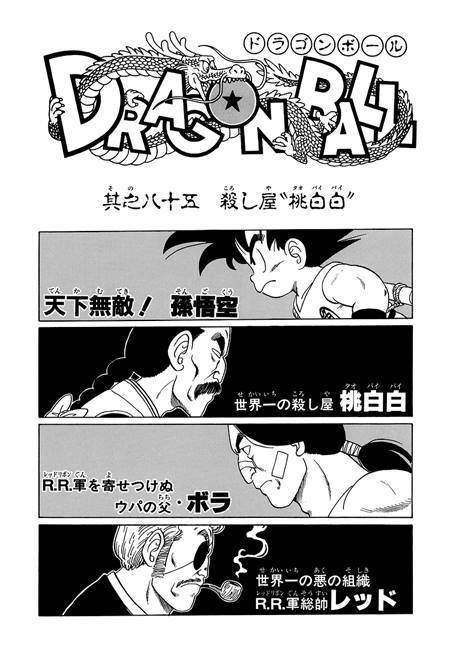 ドラゴンボール
DRAGON BALL
其之八十五 殺し屋“桃白白”
天下無敵! 孫悟空
世界一の殺し屋 桃白白
R.R.軍を寄せつけぬ
ウパの父・ボラ
世界一の悪の組織
R.R.軍総帥レッド